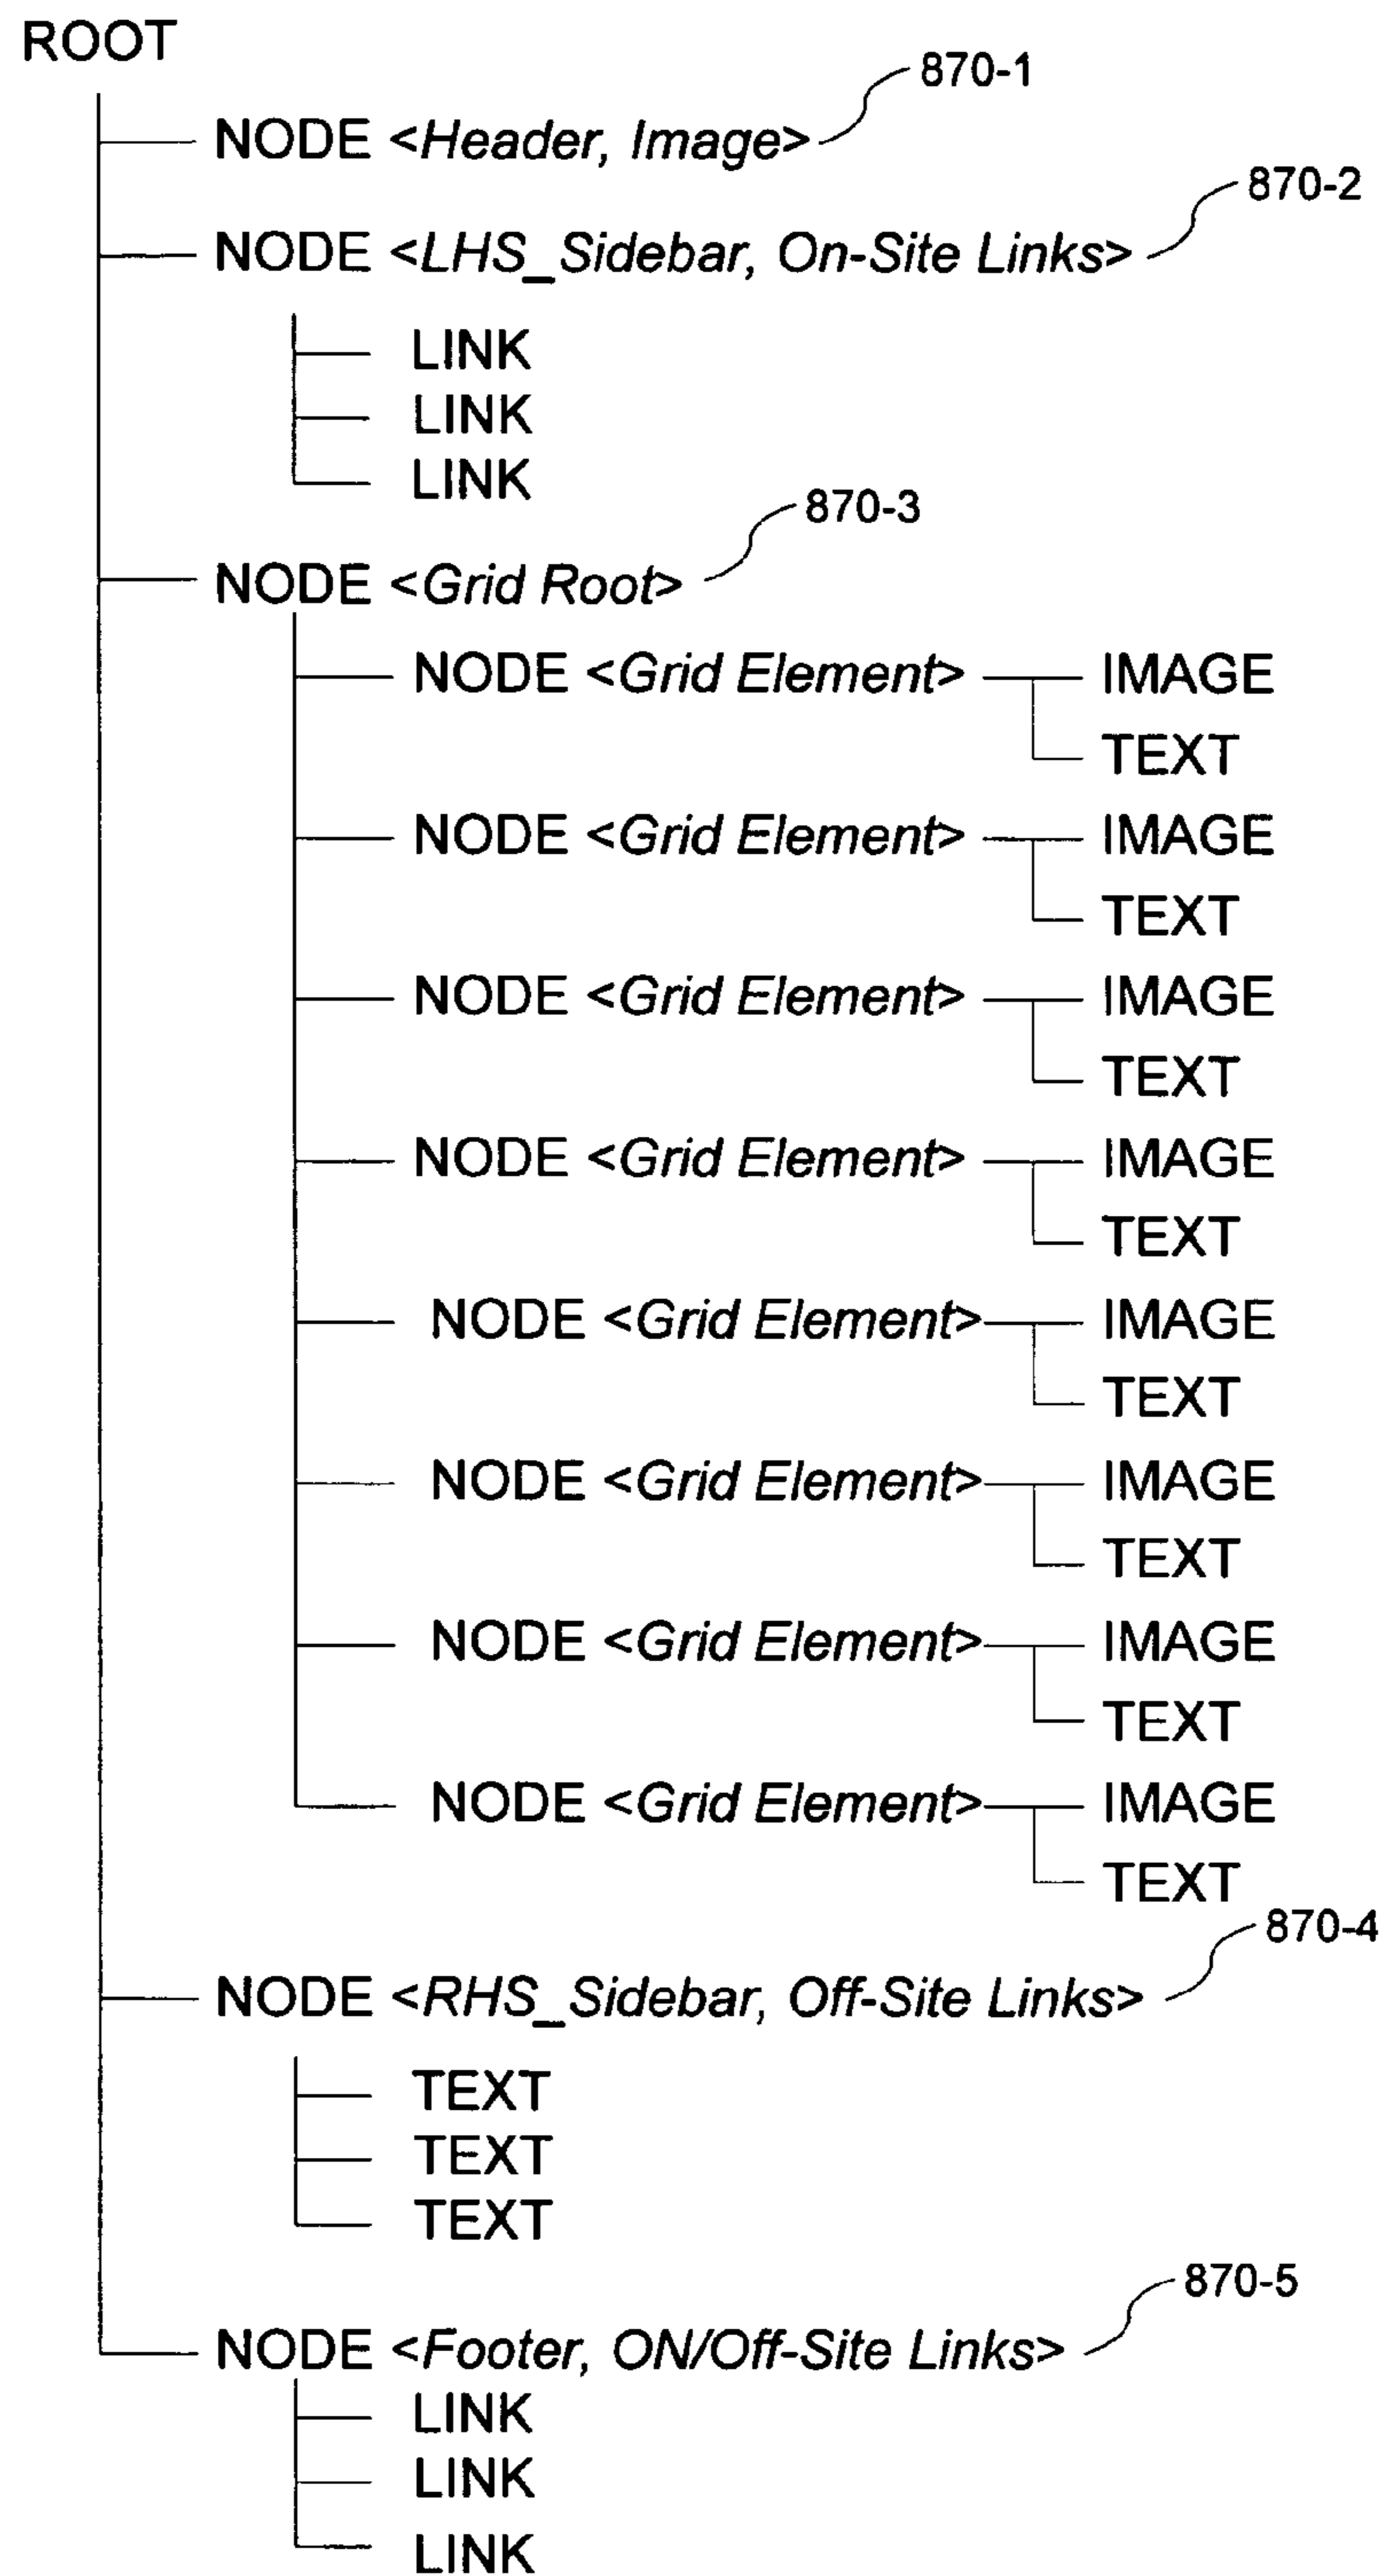 ROOT
870-1
NODE <Header, Image>
870-2
NODE <LHS_Sidebar, On-Site Links>
LINK
LINK
LINK
870-3
NODE <Grid Root>
NODE <Grid Element> IMAGE
TEXT
NODE <Grid Element> IMAGE
TEXT
NODE <Grid Element> IMAGE
TEXT
NODE <Grid Element> IMAGE
TEXT
NODE <Grid Element> IMAGE
TEXT
NODE <Grid Element> IMAGE
TEXT
NODE <Grid Element> IMAGE
TEXT
NODE <Grid Element> IMAGE
TEXT
870-4
NODE <RHS_Sidebar, Off-Site Links>
TEXT
TEXT
TEXT
870-5
NODE <Footer, ON/Off-Site Links>
LINK
LINK
LINK